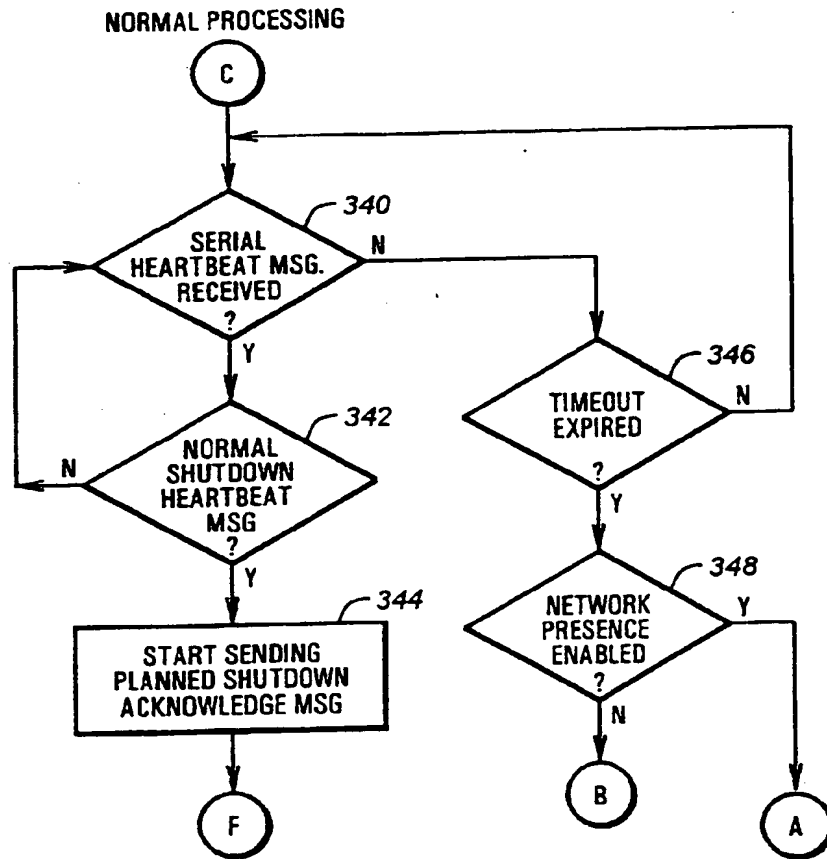 NORMAL PROCESSING
C
340
SERIAL
HEARTBEAT MSG.
RECEIVED
?
N
Y
342
NORMAL
SHUTDOWN
HEARTBEAT
MSG
?
N
Y
344
START SENDING
PLANNED SHUTDOWN
ACKNOWLEDGE MSG
F
346
TIMEOUT
EXPIRED
?
N
Y
348
NETWORK
PRESENCE
ENABLED
?
Y
N
B
A